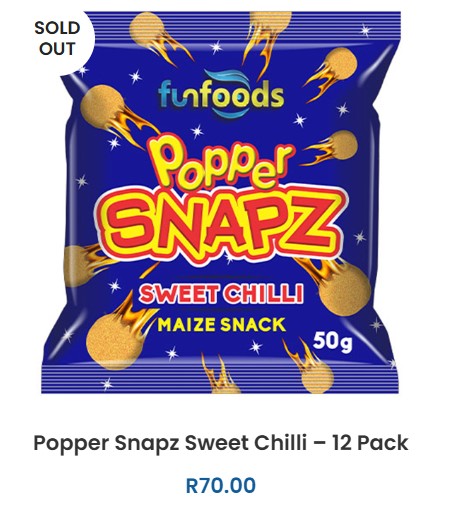 SOLD
OUT
funfoods
Popper
SNAPZ
SWEET CHILLI
MAIZE SNACK
50g
Popper Snapz Sweet Chilli – 12 Pack
R70.00